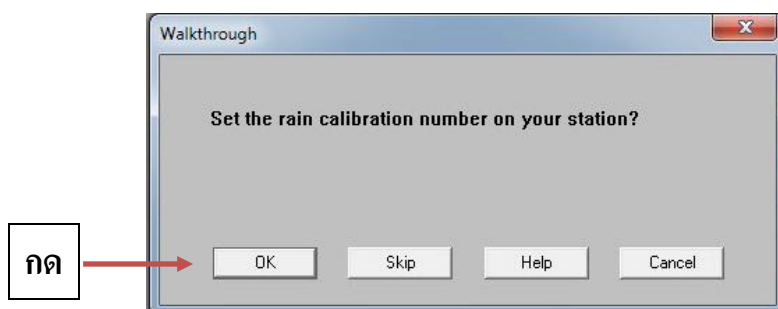 Walkthrough
Set the rain calibration number on your station?
กด
OK Skip Help Cancel